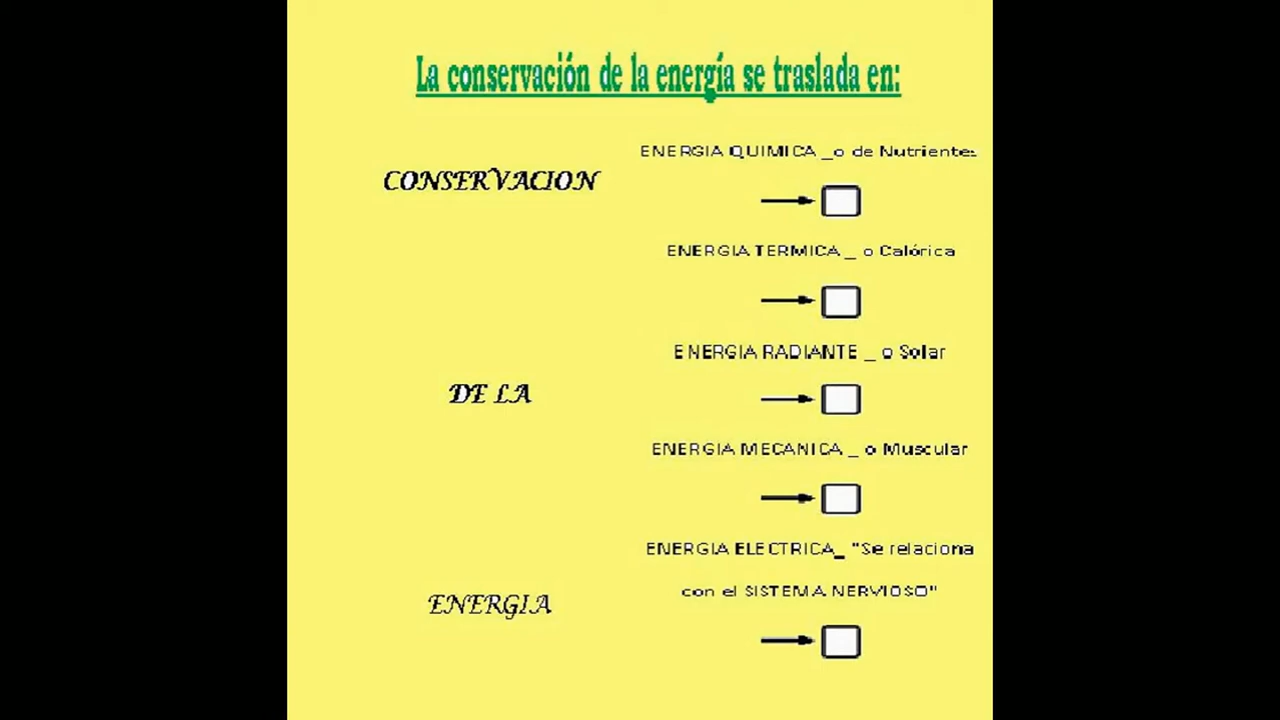 La conservación de la energía se traslada en:
ENERGIA QUIMICA _o de Nutrientes
CONSERVACION
ENERGIA TERMICA _ o Calórica
ENERGIA RADIANTE _ o Solar
DE LA
ENERGIA MECANICA _ o Muscular
ENERGIA ELECTRICA_ "Se relaciona
con el SISTEMA NERVIOSO"
ENERGIA